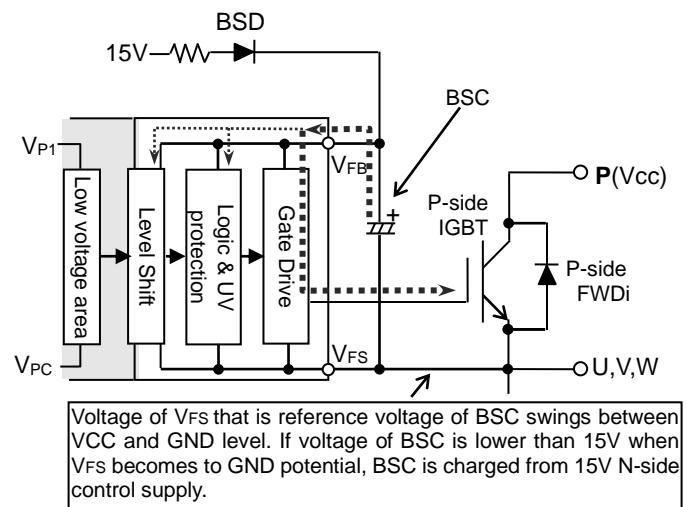 BSD
15V
BSC
VP1
VFB
P(Vcc)
P-side
IGBT
Low voltage area
Level Shift
Logic & UV
protection
Gate Drive
+
P-side
FWDi
VPC
VFS
U,V,W
Voltage of VFS that is reference voltage of BSC swings between
VCC and GND level. If voltage of BSC is lower than 15V when
VFS becomes to GND potential, BSC is charged from 15V N-side
control supply.